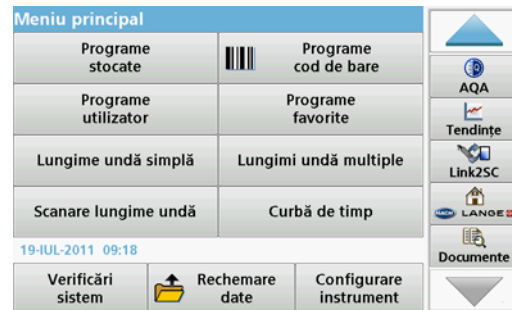 Meniu principal
Programe
stocate
Programe
cod de bare
Programe
utilizator
Programe
favorite
Lungime undă simplă
Lungimi undă multiple
Scanare lungime undă
Curbă de timp
19-IUL-2011 09:18
Verificări
sistem
Rechemare
date
Configurare
instrument
AQA
Tendințe
Link2SC
HACH LANGE
Documente